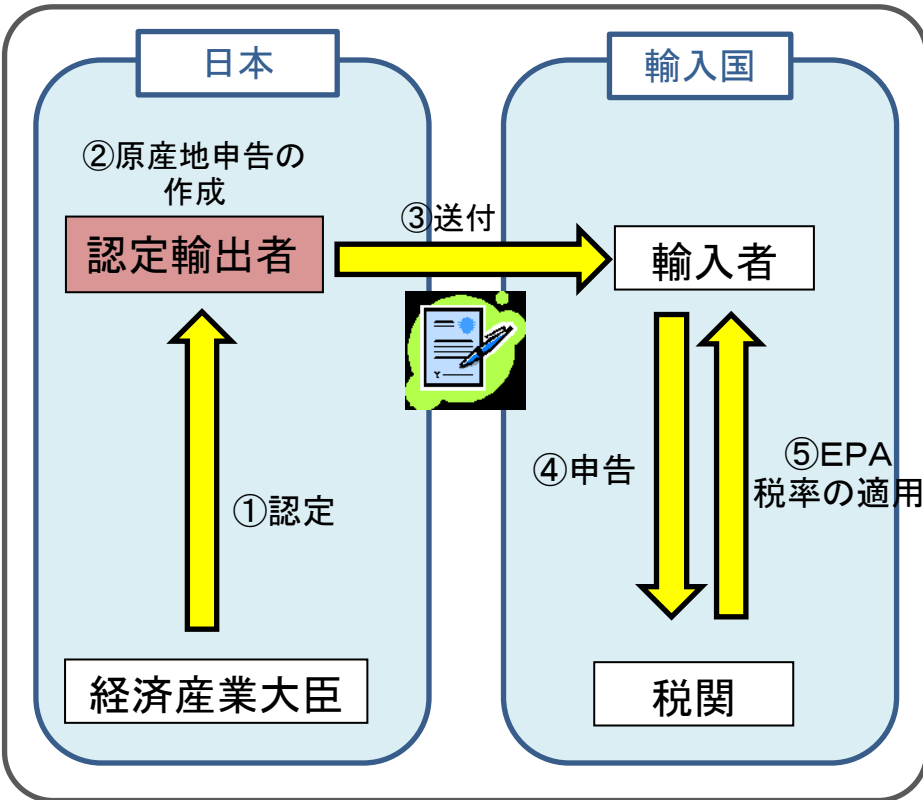 日本
②原産地申告の
作成
認定輸出者
①認定
経済産業大臣
③送付
輸入国
輸入者
④申告
⑤EPA
税率の適用
税関